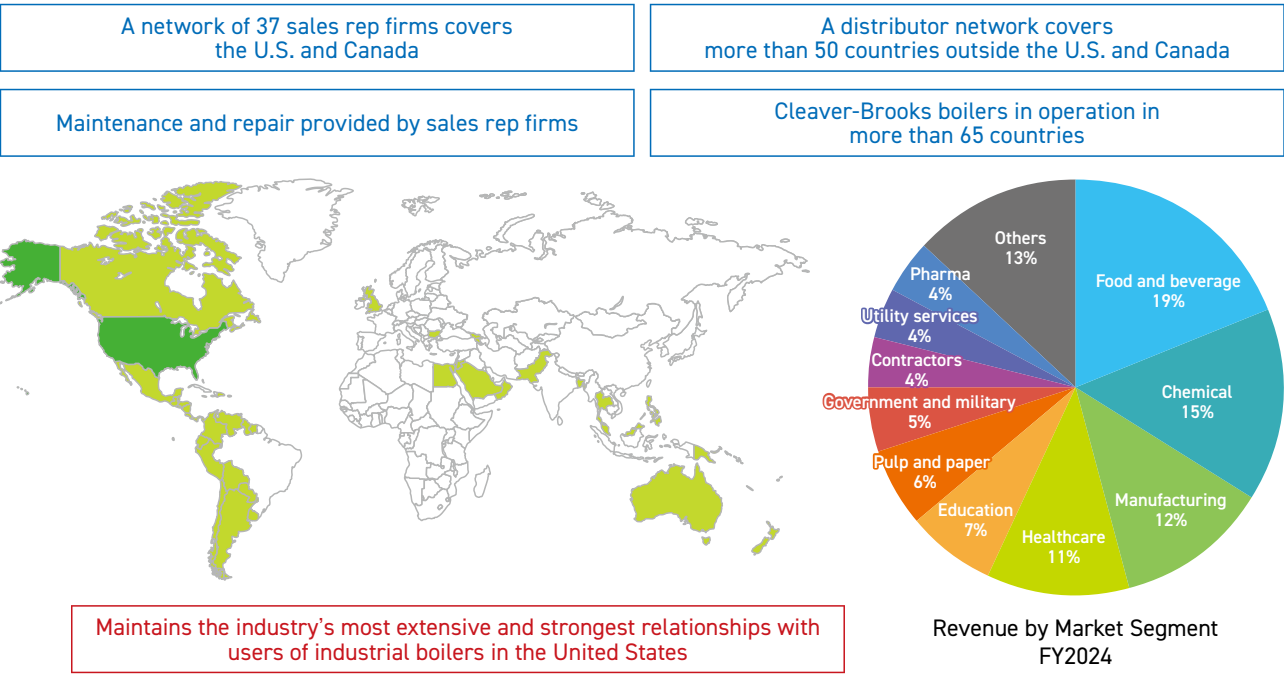 A network of 37 sales rep firms covers
the U.S. and Canada
A distributor network covers
more than 50 countries outside the U.S. and Canada
Maintenance and repair provided by sales rep firms
Cleaver-Brooks boilers in operation in
more than 65 countries
Others
13%
Food and beverage
19%
Pharma
4%
Utility services
4%
Contractors
4%
Chemical
15%
Government and military
5%
Pulp and paper
6%
Manufacturing
12%
Education
7%
Healthcare
11%
Maintains the industry’s most extensive and strongest relationships with
users of industrial boilers in the United States
Revenue by Market Segment
FY2024